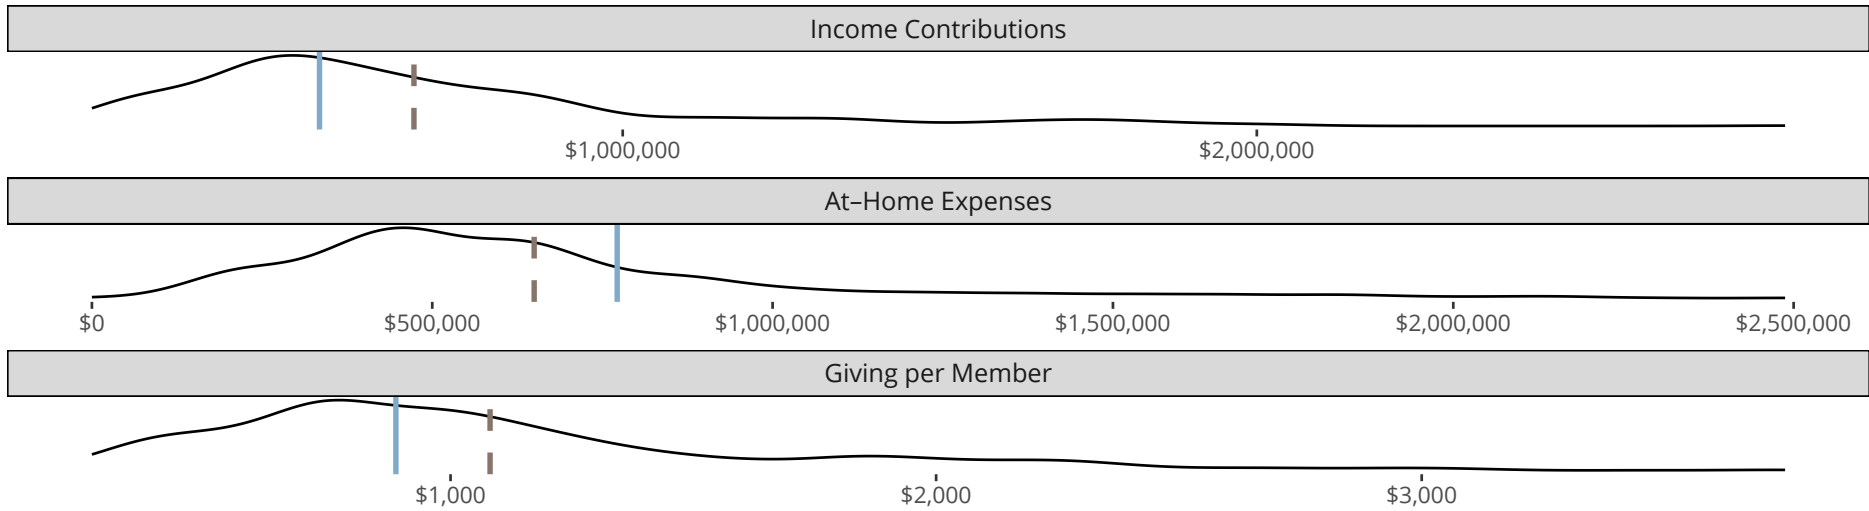 Income Contributions
$1,000,000 $2,000,000
At–Home Expenses
$0 $500,000 $1,000,000 $1,500,000 $2,000,000 $2,500,000
Giving per Member
$1,000 $2,000 $3,000